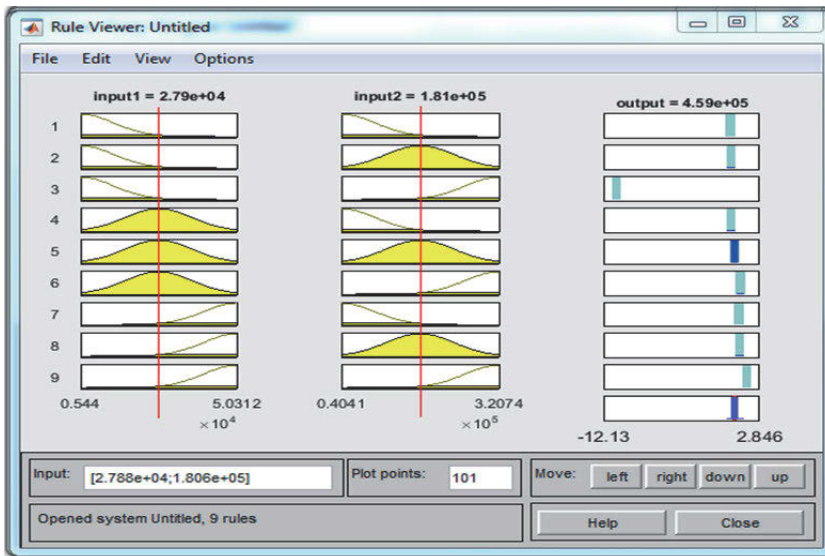 Rule Viewer: Untitled
File Edit View Options
input1 = 2.79e+04 input2 = 1.81e+05 output = 4.59e+05
1
2
3
4
5
6
7
8
9
0.544 5.0312 0.4041 3.2074
×10⁴ ×10⁵
-12.13 2.846
Input: [2.788e+04;1.806e+05] Plot points: 101 Move: left right down up
Opened system Untitled, 9 rules Help Close